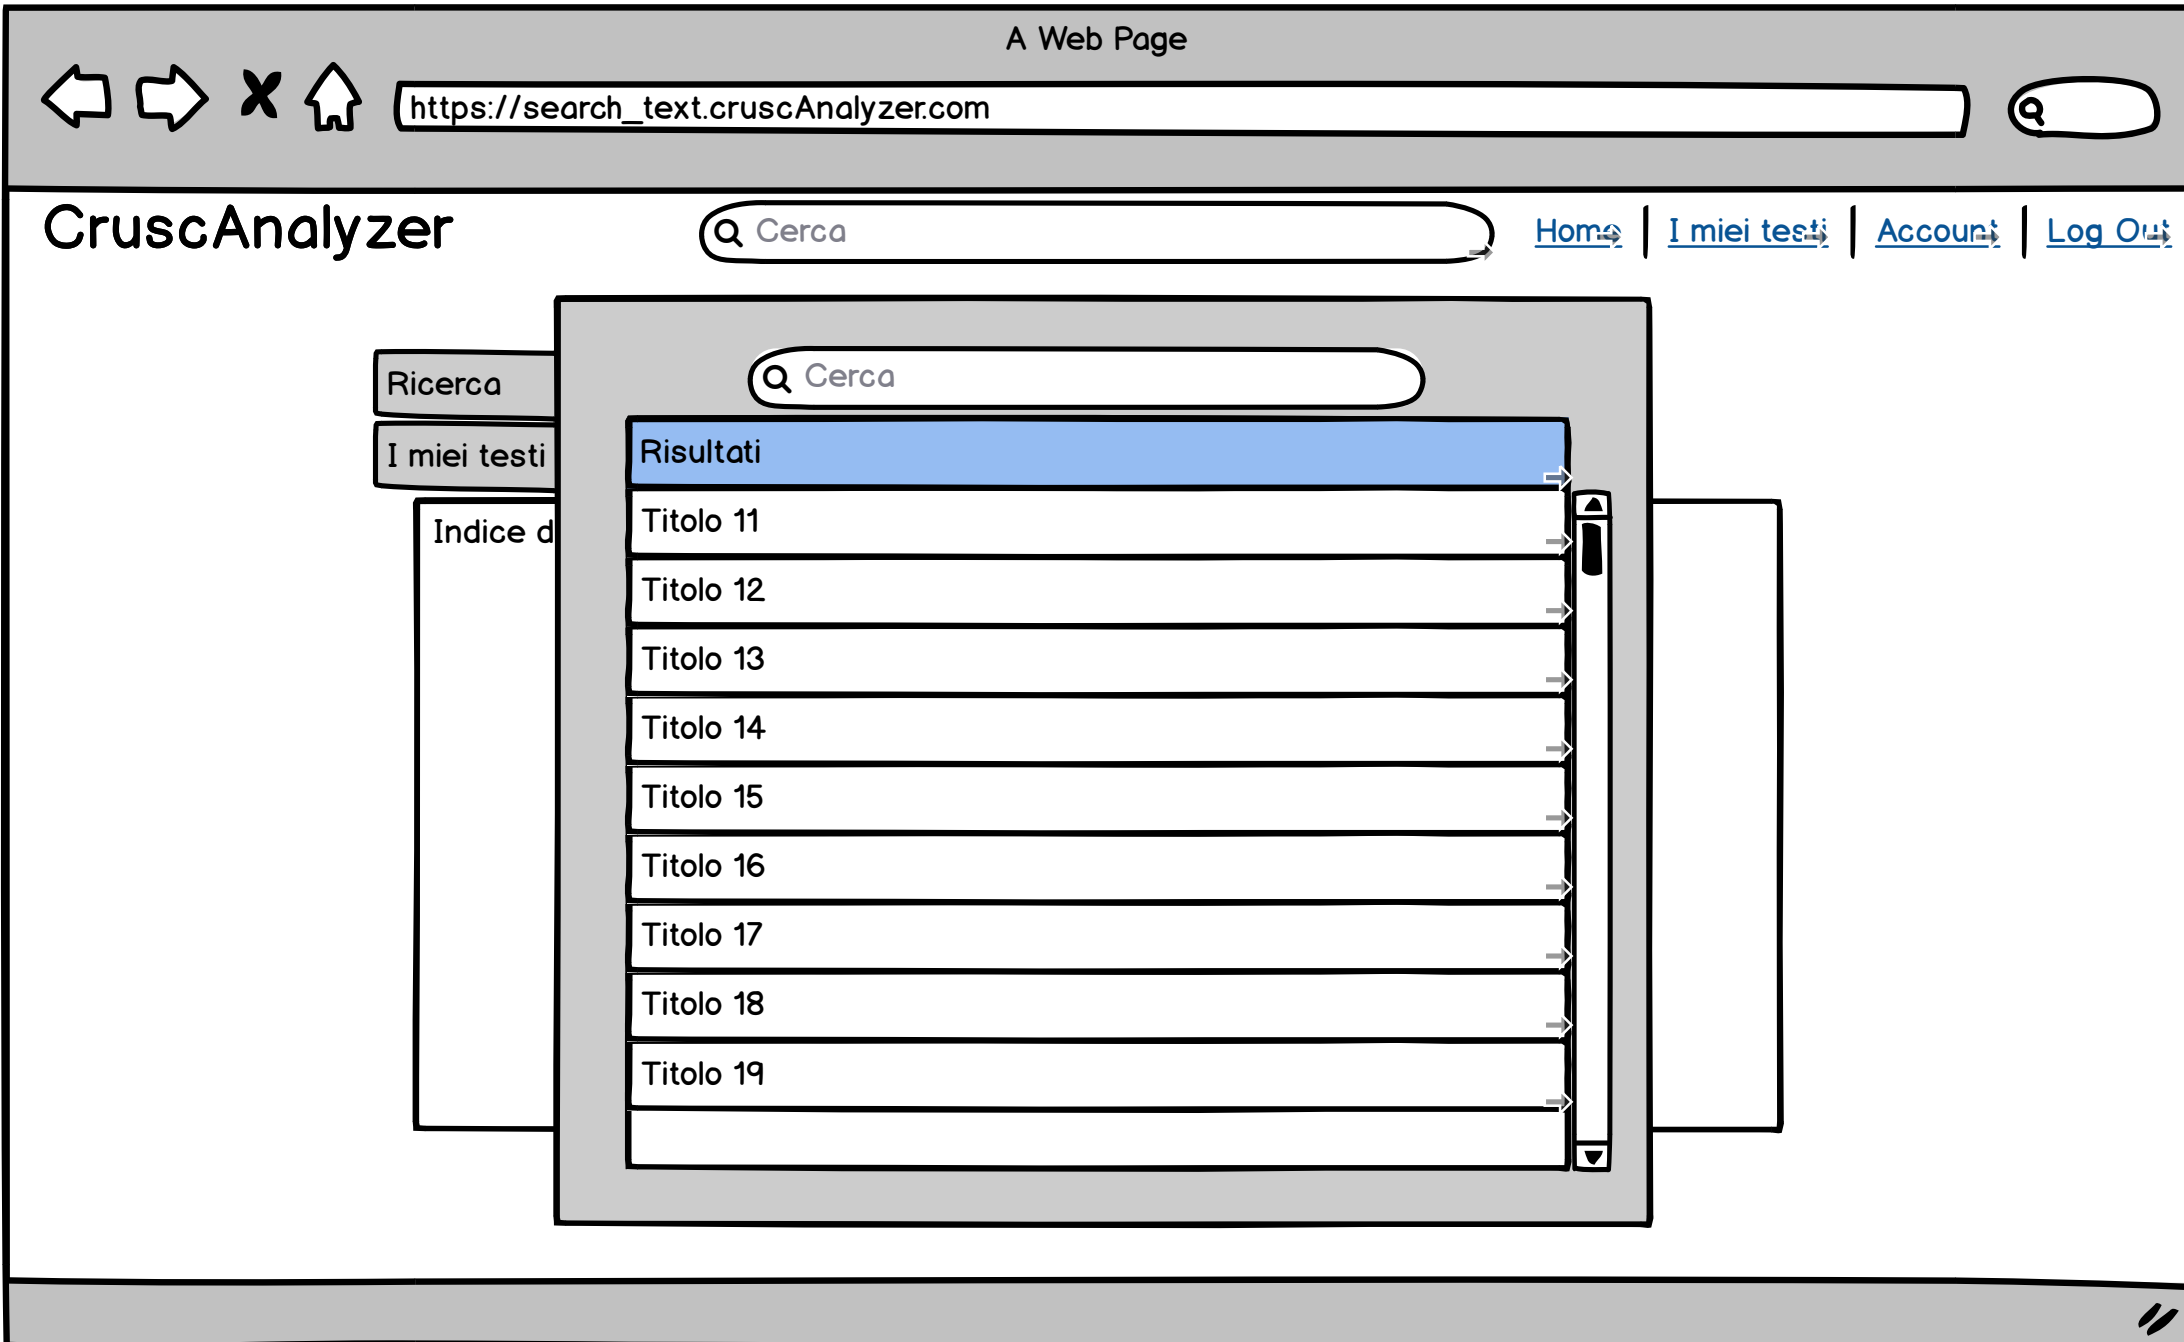 A Web Page
https://search_text.cruscAnalyzer.com
CruscAnalyzer
Cerca
Home
I miei testi
Account
Log Out
Ricerca
Cerca
I miei testi
Risultati
Indice d
Titolo 11
Titolo 12
Titolo 13
Titolo 14
Titolo 15
Titolo 16
Titolo 17
Titolo 18
Titolo 19